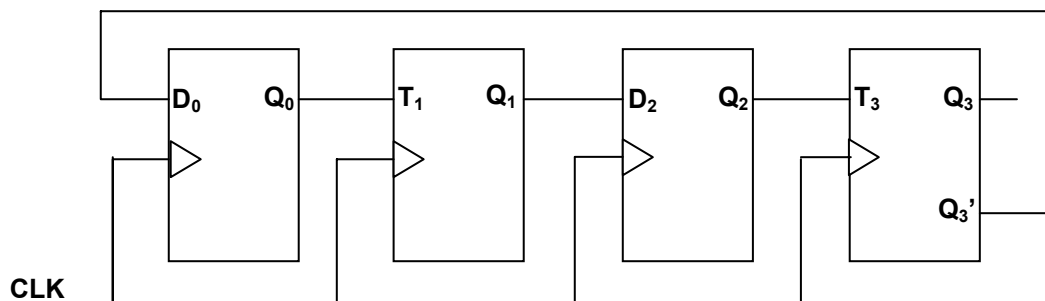 D₀ Q₀ T₁ Q₁ D₂ Q₂ T₃ Q₃
Q₃’
CLK